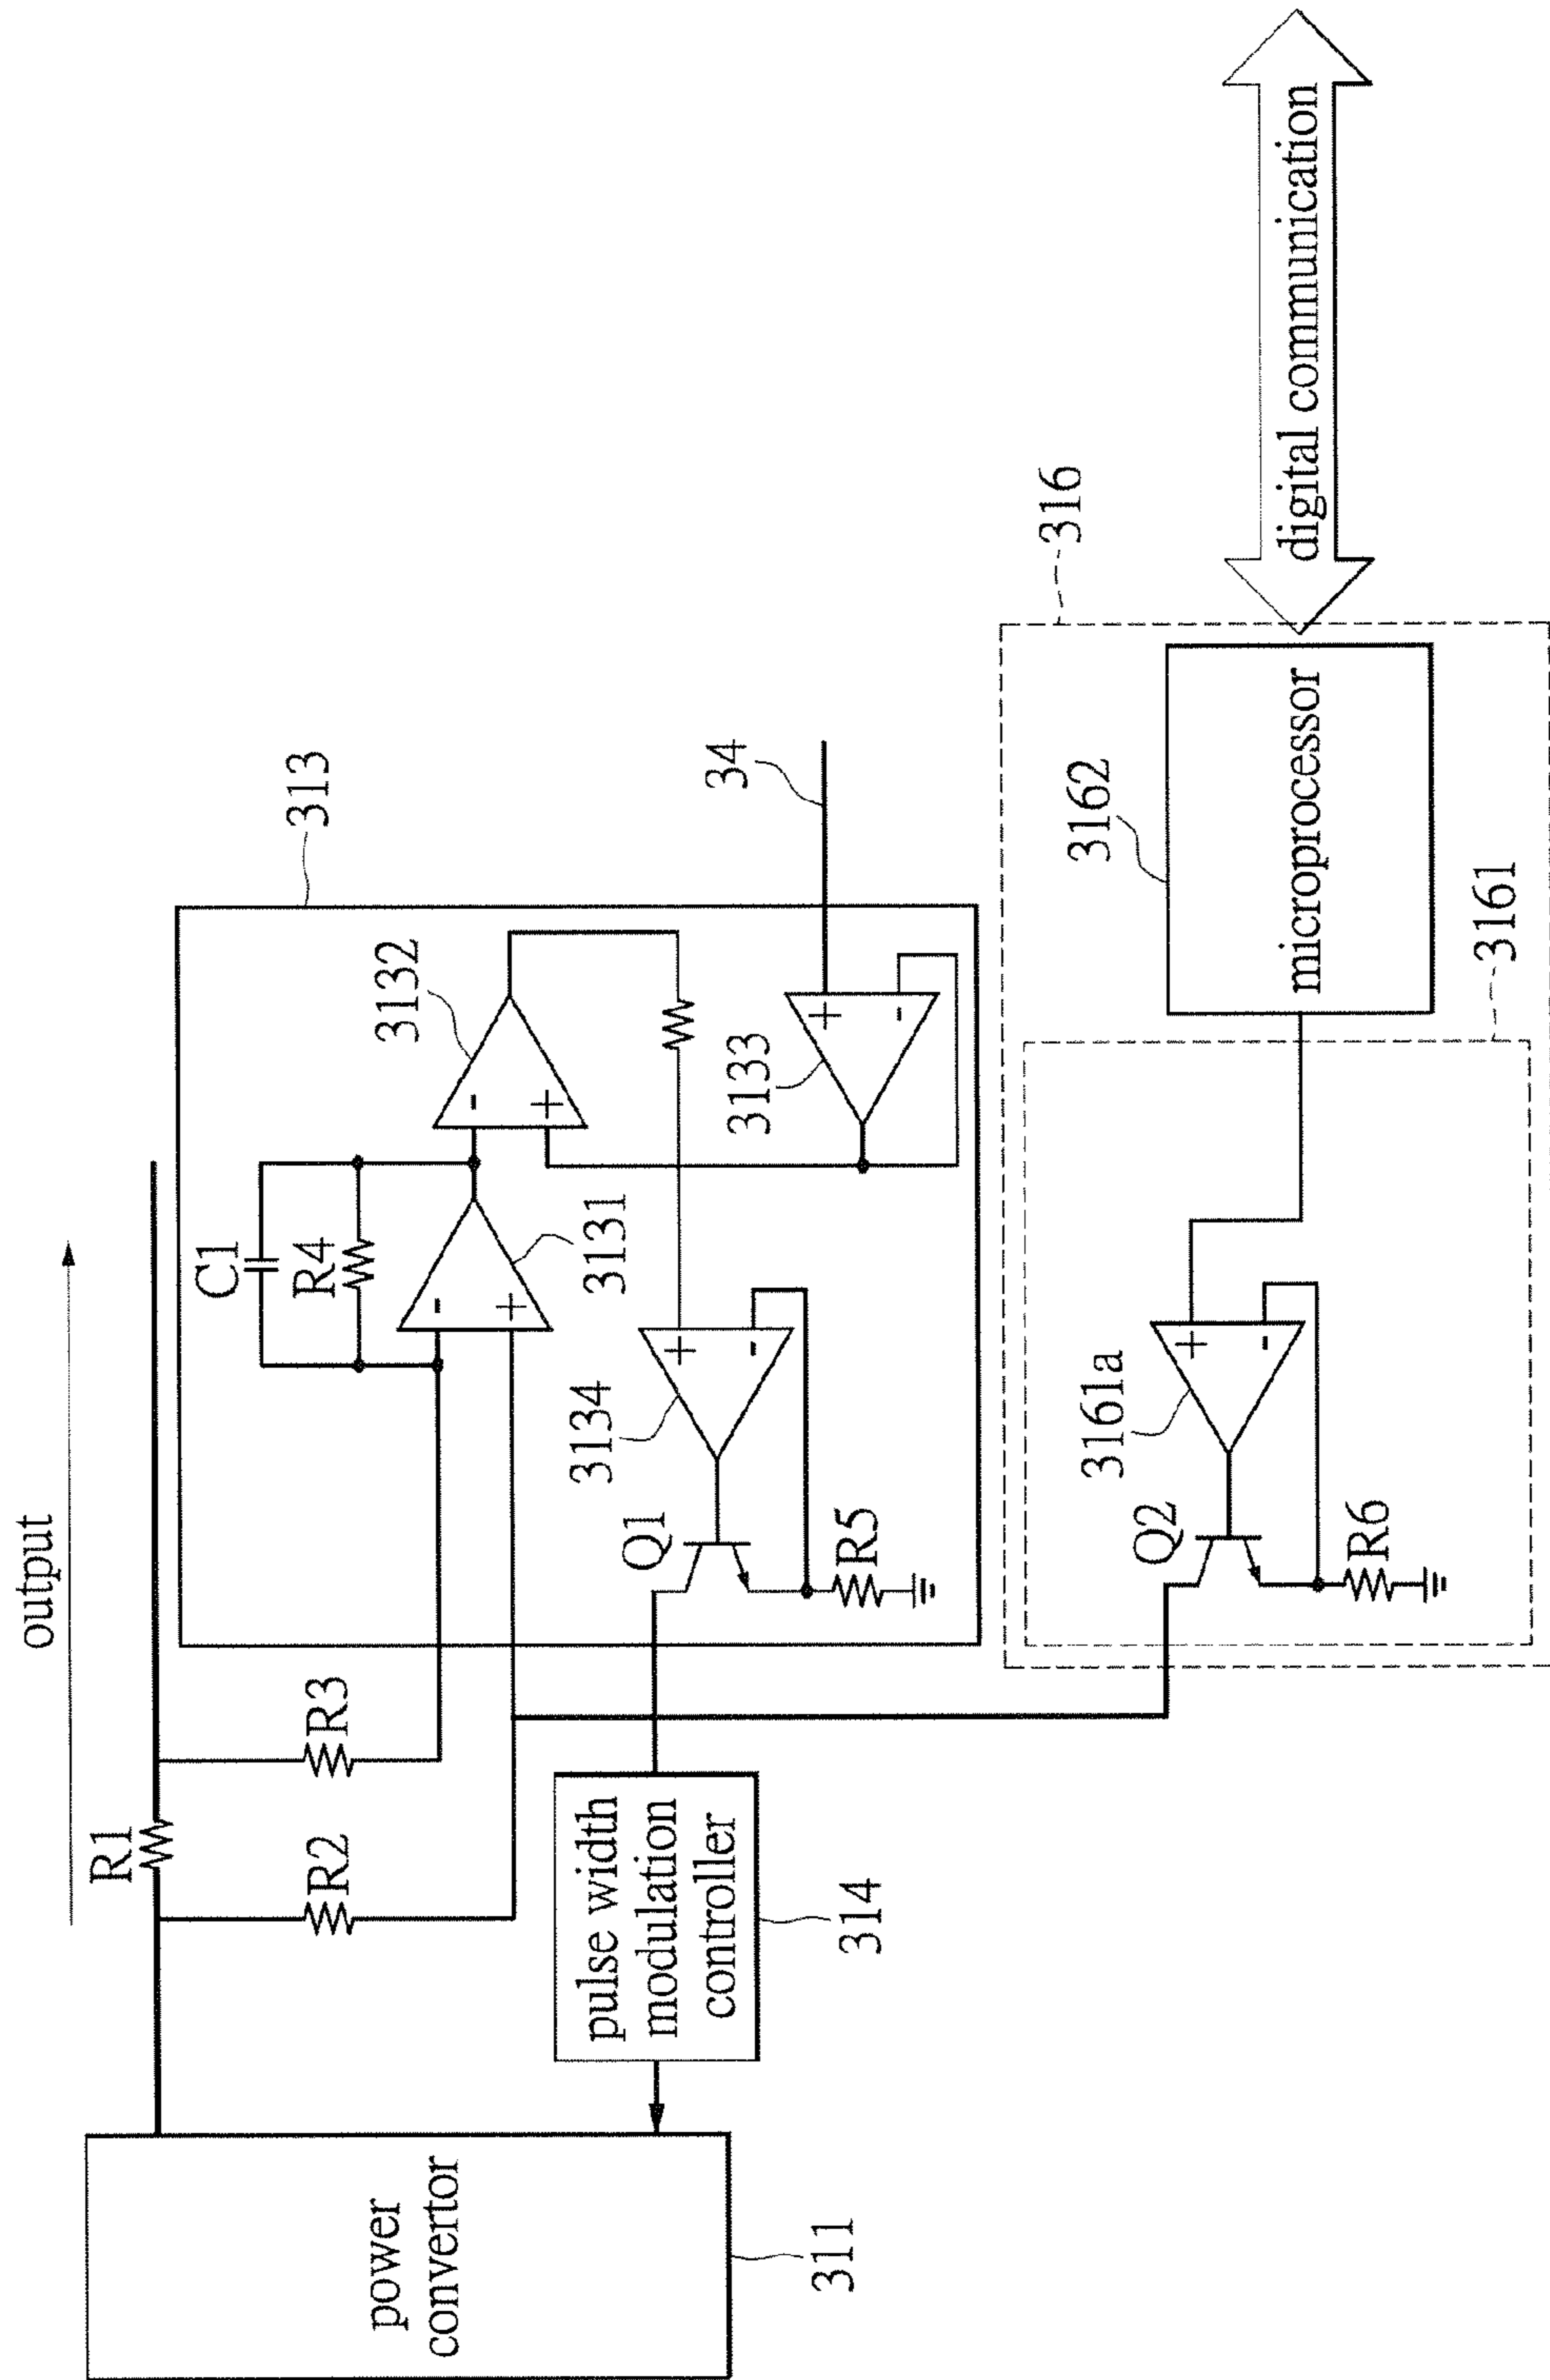 output
R1
R2
R3
C1
R4
313
3132
3131
34
3133
3134
Q1
R5
power
convertor
311
pulse width
modulation
controller
314
316
3162
microprocessor
digital communication
3161
3161a
Q2
R6
+
-
+
-
+
-
+
-
+
-